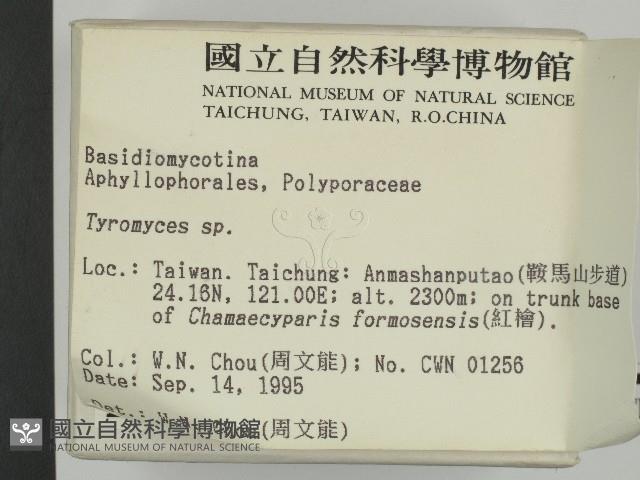 國立自然科學博物館
NATIONAL MUSEUM OF NATURAL SCIENCE
TAICHUNG, TAIWAN, R.O.CHINA
Basidiomycotina
Aphyllophorales, Polyporaceae
Tyromyces sp.
Loc.: Taiwan. Taichung: Anmashanputao(鞍馬山步道)
24.16N, 121.00E; alt. 2300m; on trunk base
of Chamaecyparis formosensis(紅檜).
Col.: W.N. Chou(周文能); No. CWN 01256
Date: Sep. 14, 1995
Det.: W.N. Chou(周文能)
國立自然科學博物館
NATIONAL MUSEUM OF NATURAL SCIENCE